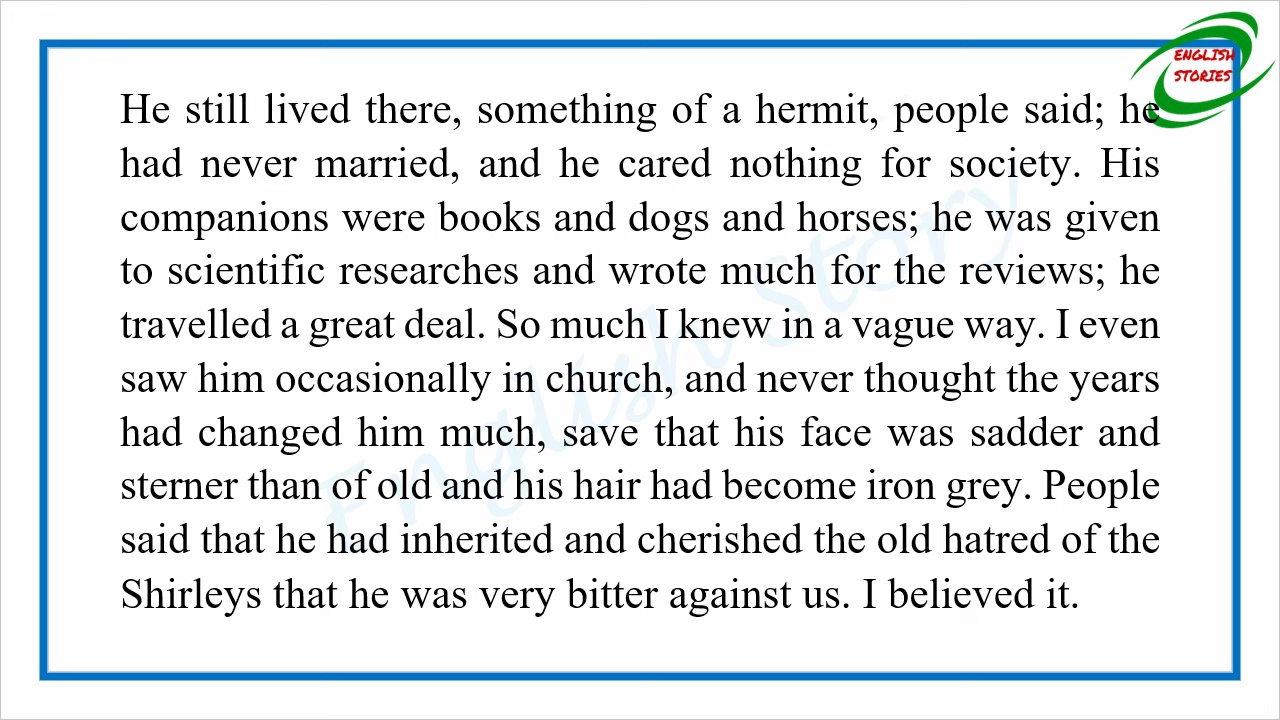 ENGLISH
STORIES
He still lived there, something of a hermit, people said; he
had never married, and he cared nothing for society. His
companions were books and dogs and horses; he was given
to scientific researches and wrote much for the reviews; he
travelled a great deal. So much I knew in a vague way. I even
saw him occasionally in church, and never thought the years
had changed him much, save that his face was sadder and
sterner than of old and his hair had become iron grey. People
said that he had inherited and cherished the old hatred of the
Shirleys that he was very bitter against us. I believed it.
English Story